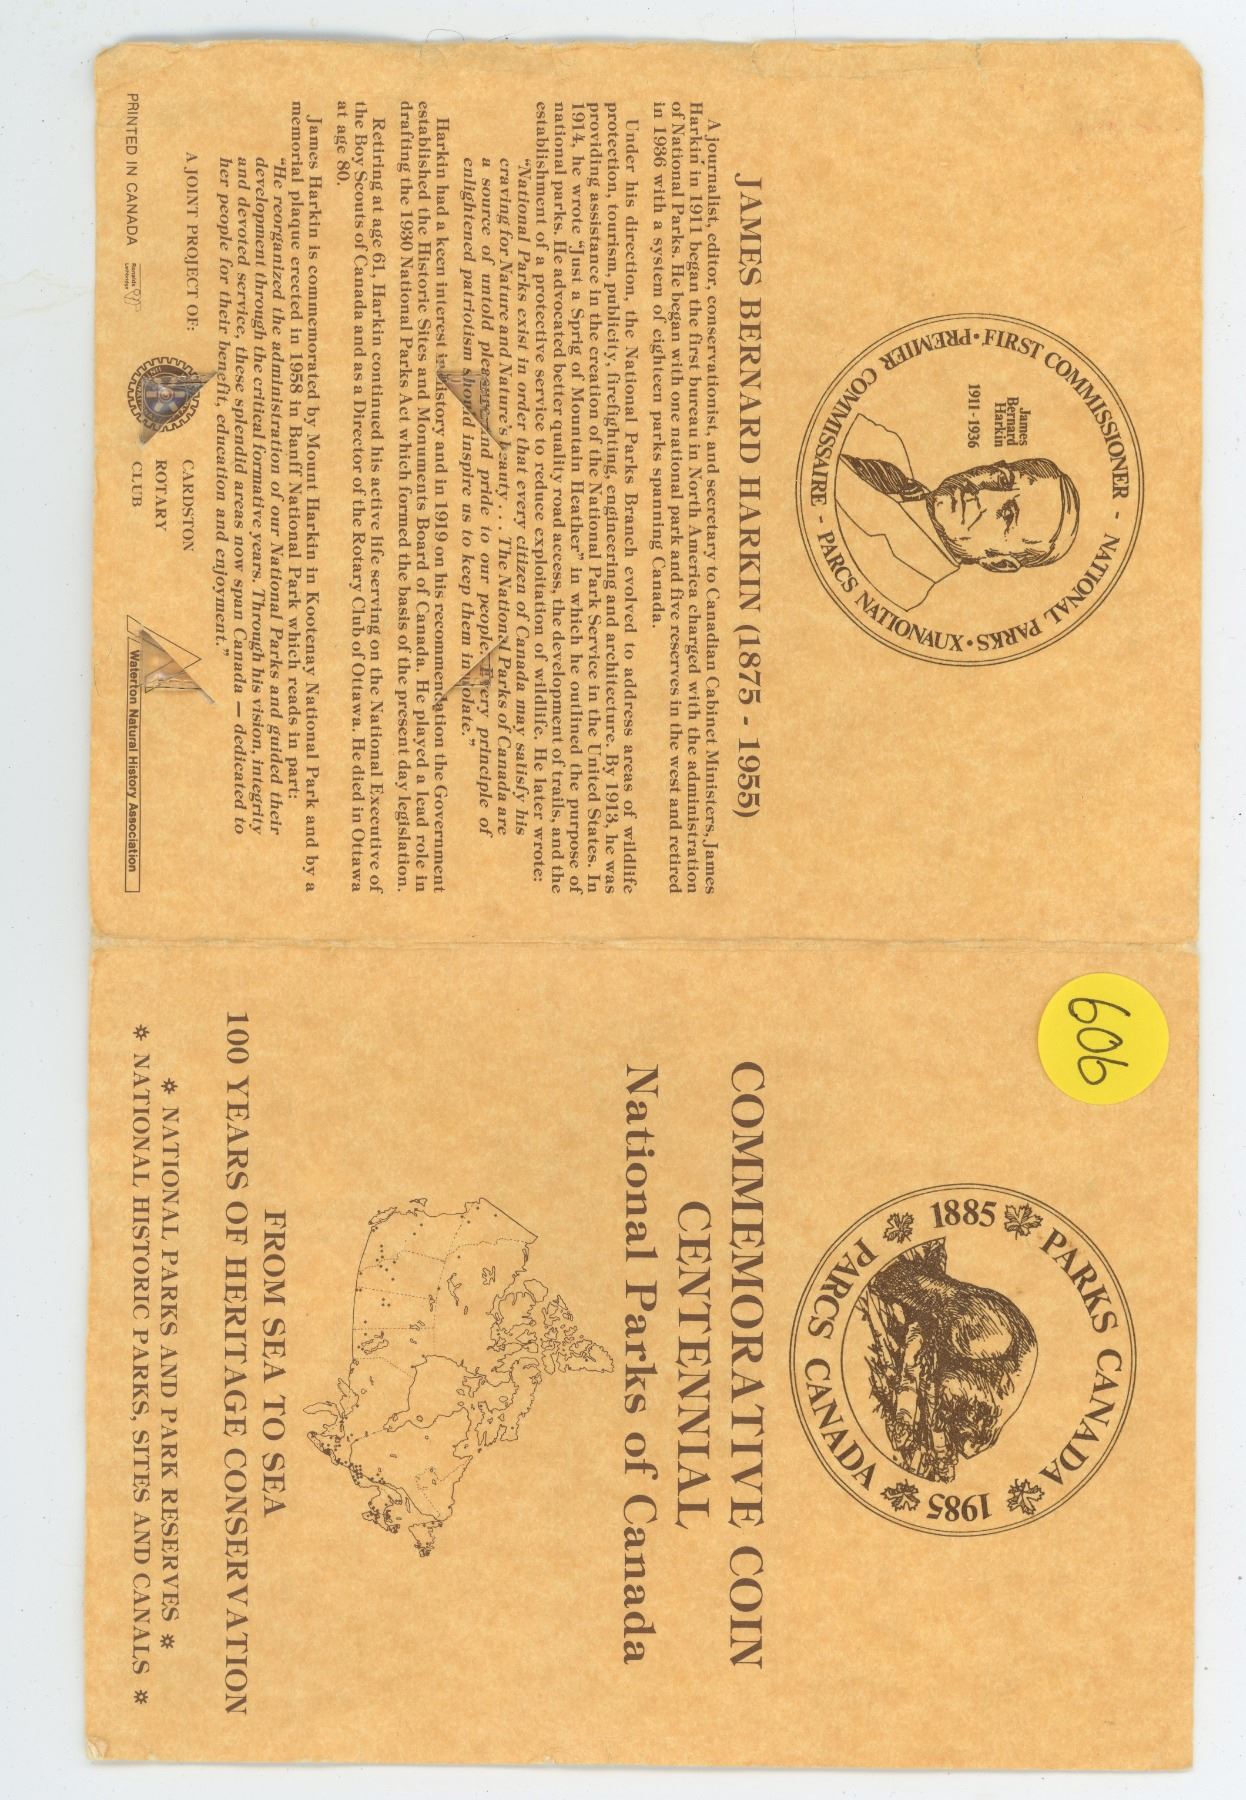 FIRST COMMISSIONER - NATIONAL PARKS • PREMIER COMMISSAIRE - PARCS NATIONAUX •
James
Bernard
Harkin
1911 - 1936
JAMES BERNARD HARKIN (1875 - 1955)
A journalist, editor, conservationist, and secretary to Canadian Cabinet Ministers, James
Harkin in 1911 began the first bureau in North America charged with the administration
of National Parks. He began with one national park and five reserves in the west and retired
in 1936 with a system of eighteen parks spanning Canada.
Under his direction, the National Parks Branch evolved to address areas of wildlife
protection, tourism, publicity, firefighting, engineering and architecture. By 1913, he was
providing assistance in the creation of the National Park Service in the United States. In
1914, he wrote "Just a Sprig of Mountain Heather" in which he outlined the purpose of
national parks. He advocated better quality road access, the development of trails, and the
establishment of a protective service to reduce exploitation of wildlife. He later wrote:
"National Parks exist in order that every citizen of Canada may satisfy his
craving for Nature and Nature's beauty . . . The National Parks of Canada are
a source of untold pleasure and pride to our people. Every principle of
enlightened patriotism should inspire us to keep them inviolate."
Harkin had a keen interest in history and in 1919 on his recommendation the Government
established the Historic Sites and Monuments Board of Canada. He played a lead role in
drafting the 1930 National Parks Act which formed the basis of the present day legislation.
Retiring at age 61, Harkin continued his active life serving on the National Executive of
the Boy Scouts of Canada and as a Director of the Rotary Club of Ottawa. He died in Ottawa
at age 80.
James Harkin is commemorated by Mount Harkin in Kootenay National Park and by a
memorial plaque erected in 1958 in Banff National Park which reads in part:
"He reorganized the administration of our National Parks and guided their
development through the critical formative years. Through his vision, integrity
and devoted service, these splendid areas now span Canada — dedicated to
her people for their benefit, education and enjoyment."
A JOINT PROJECT OF:
CARDSTON
ROTARY
CLUB
Waterton Natural History Association
PRINTED IN CANADA
606
1885 PARKS CANADA
PARCS CANADA 1985
COMMEMORATIVE COIN
CENTENNIAL
National Parks of Canada
FROM SEA TO SEA
100 YEARS OF HERITAGE CONSERVATION
* NATIONAL PARKS AND PARK RESERVES *
* NATIONAL HISTORIC PARKS, SITES AND CANALS *